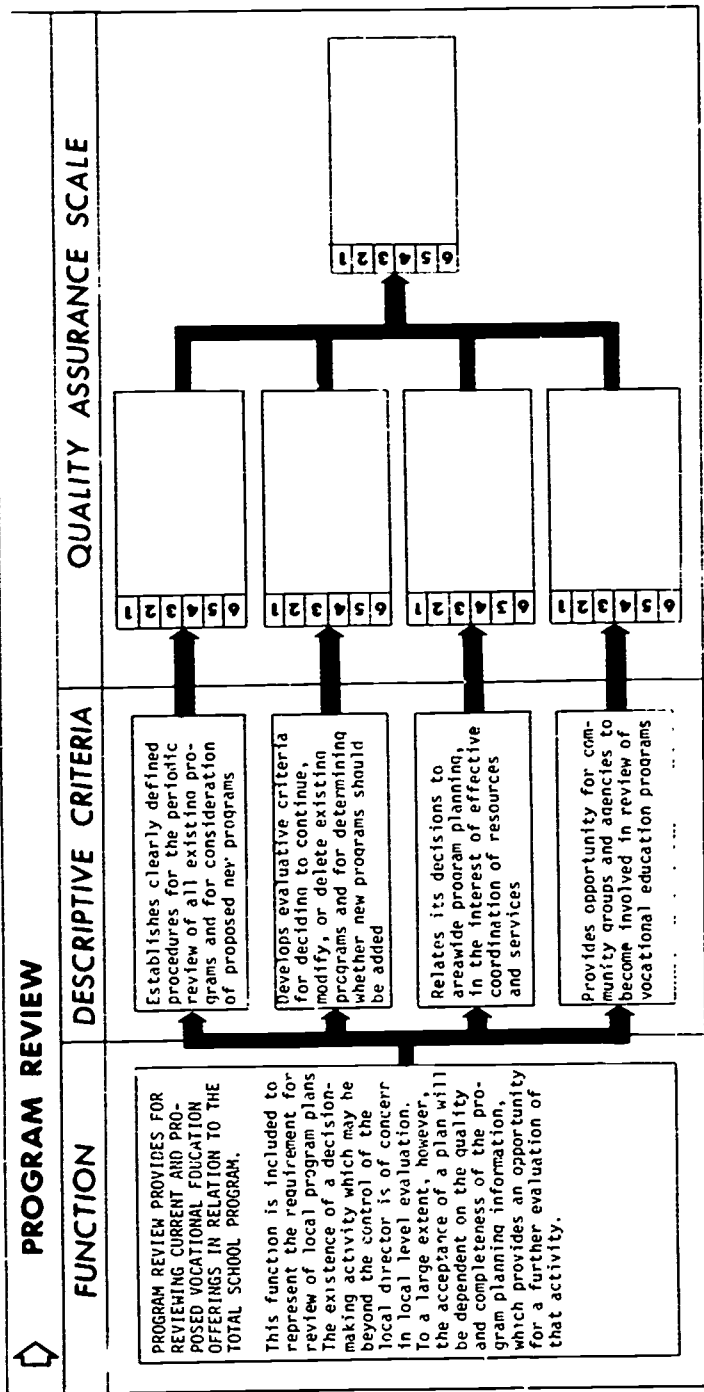 PROGRAM REVIEW
FUNCTION
DESCRIPTIVE CRITERIA
QUALITY ASSURANCE SCALE
PROGRAM REVIEW PROVIDES FOR
REVIEWING CURRENT AND PRO-
POSED VOCATIONAL EDUCATION
OFFERINGS IN RELATION TO THE
TOTAL SCHOOL PROGRAM.
This function is included to
represent the requirement for
review of local program plans
The existence of a decision-
making activity which may be
beyond the control of the
local director is of concern
in local level evaluation.
To a large extent, however,
the acceptance of a plan will
be dependent on the quality
and completeness of the pro-
gram planning information,
which provides an opportunity
for a further evaluation of
that activity.
Establishes clearly defined
procedures for the periodic
review of all existing pro-
grams and for consideration
of proposed new programs
Develops evaluative criteria
for deciding to continue,
modify, or delete existing
programs and for determining
whether new programs should
be added
Relates its decisions to
areawide program planning,
in the interest of effective
coordination of resources
and services
Provides opportunity for com-
munity groups and agencies to
become involved in review of
vocational education programs
1
2
3
4
5
6
1
2
3
4
5
6
1
2
3
4
5
6
1
2
3
4
5
6
1
2
3
4
5
6